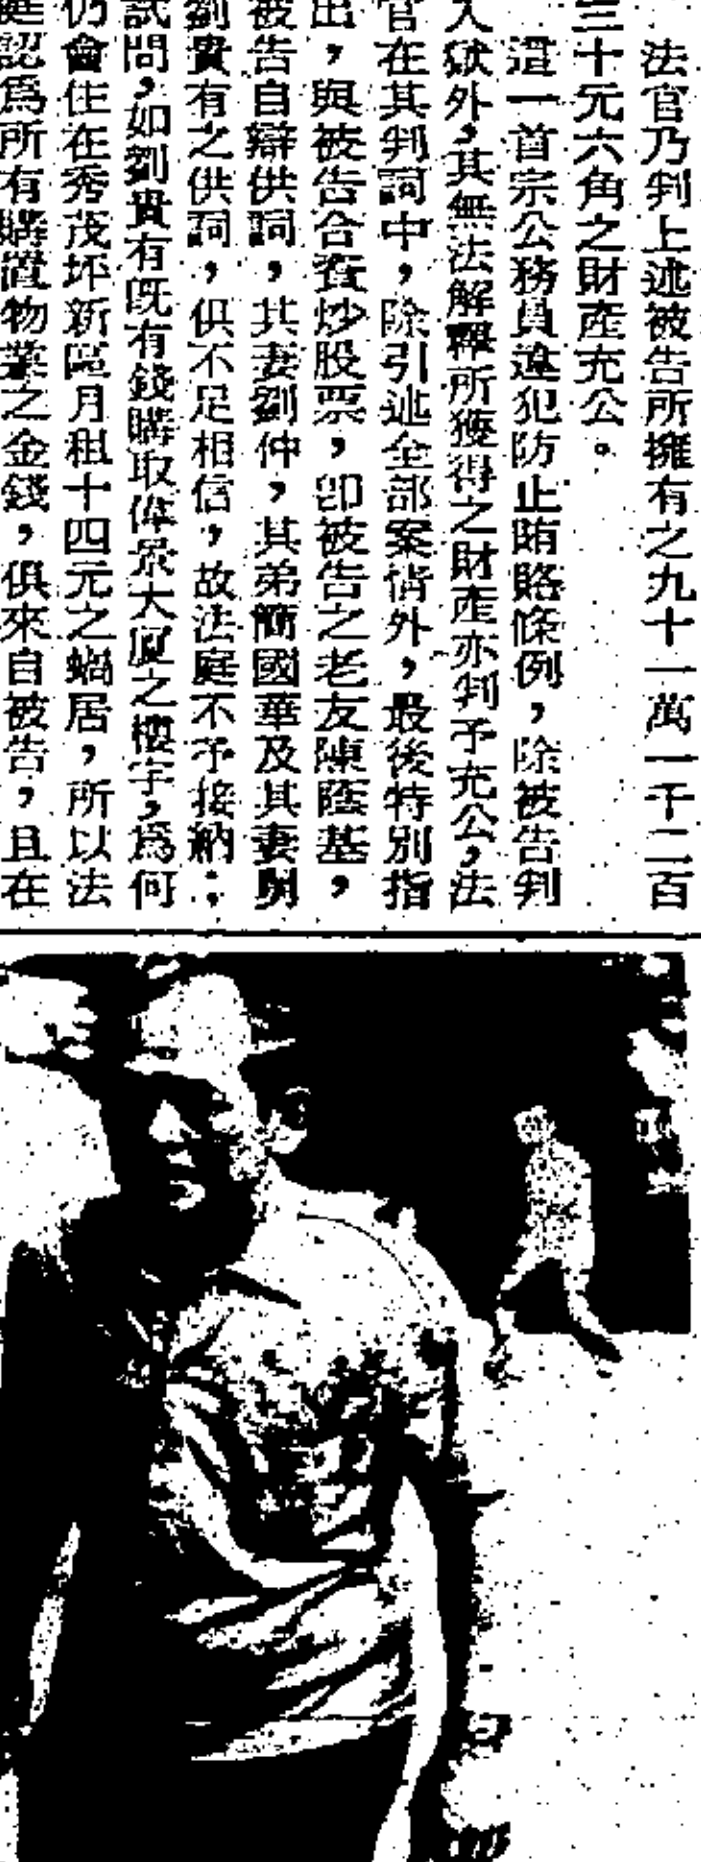 法官乃判上述被告所擁有之九十一萬一千二百
三十元六角之財產充公。
這一首宗公務員違犯防止賄賂條例，除被告判
入獄外，其無法解釋所獲得之財產亦判予充公，法
官在其判詞中，除引述全部案情外，最後特別指
出，與被告合資炒股票，卽被告之老友陳蔭基，
被告自辯供詞，其妻劉仲，其弟簡國華及其妻與
劉貴有之供詞，俱不足相信，故法庭不予接納：
試問，如劉貴有既有錢購取偉景大厦之樓宇，爲何
仍會住在秀茂坪新區月租十四元之蝸居，所以法
庭認爲所有購置物業之金錢，俱來自被告，且在